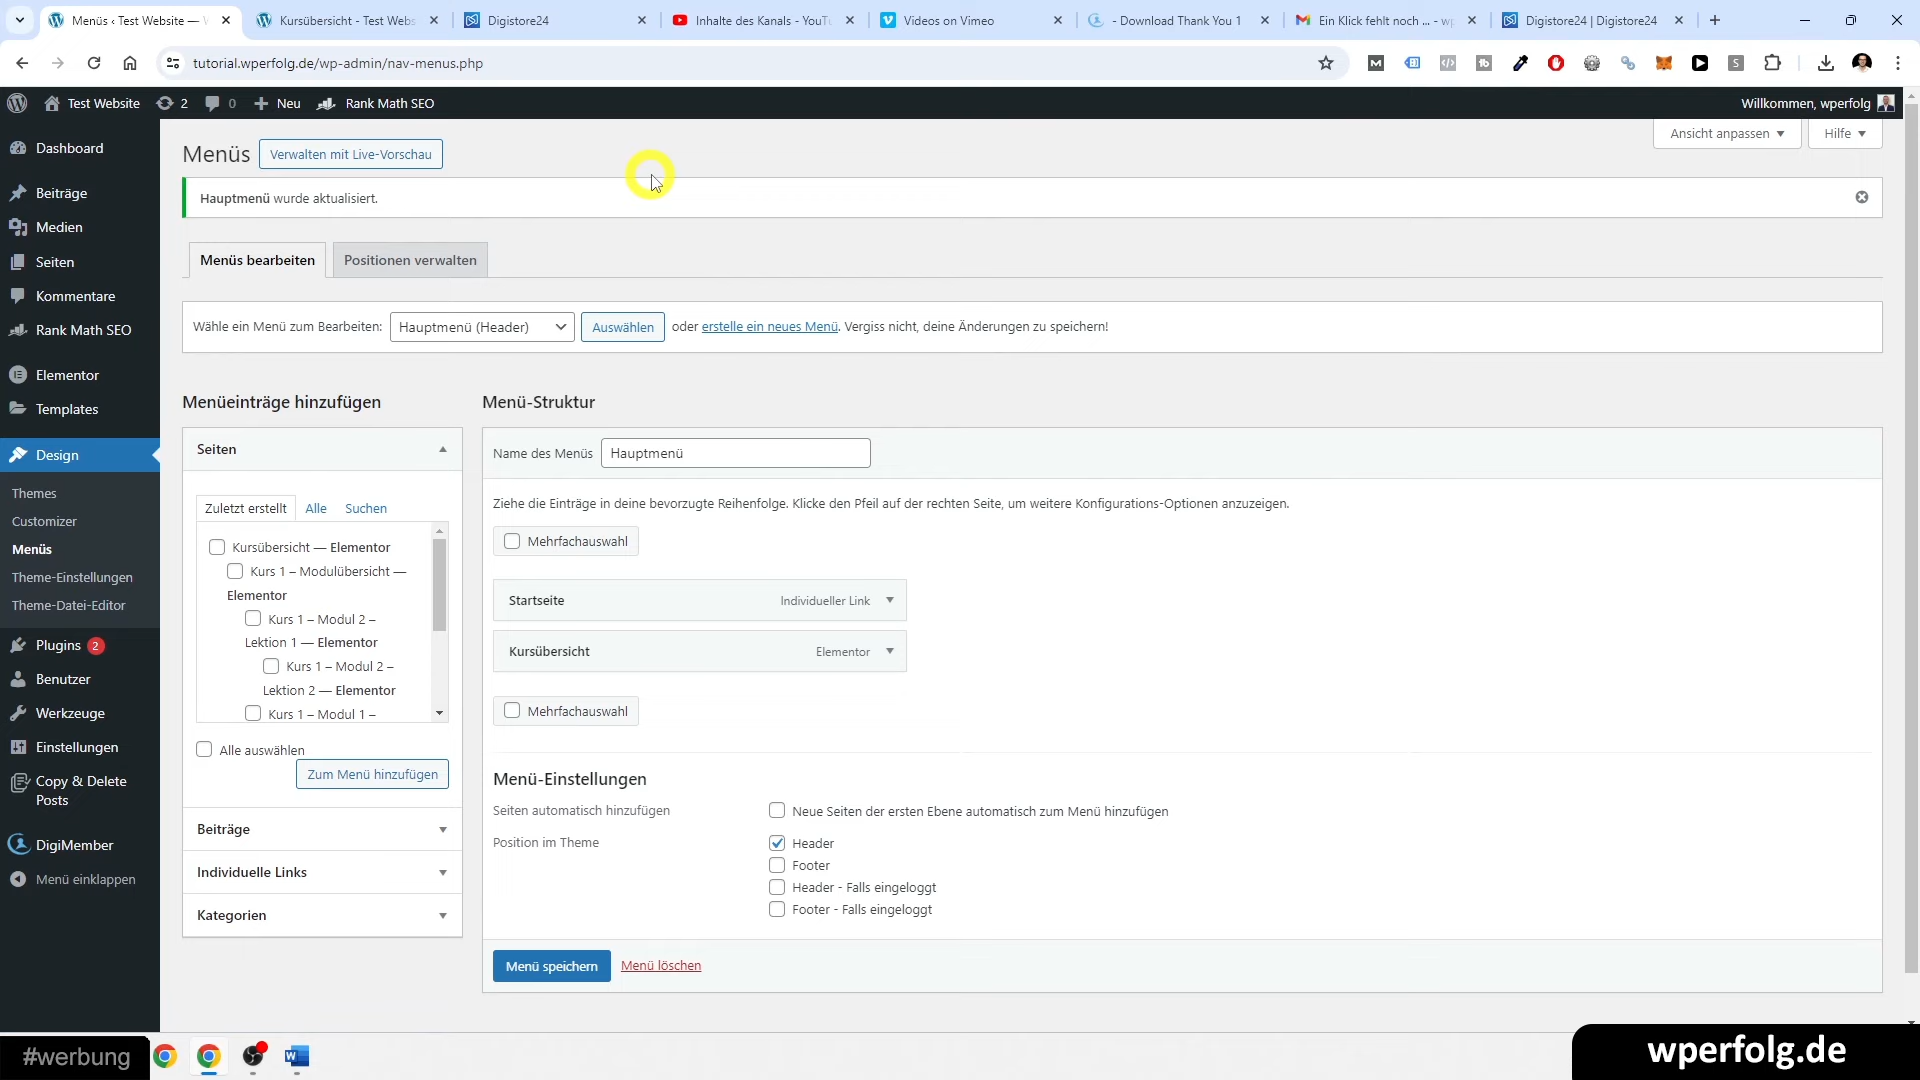 Menüs ‹ Test Website — W
Kursübersicht - Test Webs
Digistore24
Inhalte des Kanals - YouTu
Videos on Vimeo
- Download Thank You 1
Ein Klick fehlt noch ... - wp
Digistore24 | Digistore24
tutorial.wperfolg.de/wp-admin/nav-menus.php
Test Website
2
0
Neu
Rank Math SEO
Willkommen, wperfolg
Ansicht anpassen
Hilfe
Dashboard
Beiträge
Medien
Seiten
Kommentare
Rank Math SEO
Elementor
Templates
Design
Themes
Customizer
Menüs
Theme-Einstellungen
Theme-Datei-Editor
Plugins 2
Benutzer
Werkzeuge
Einstellungen
Copy & Delete
Posts
DigiMember
Menü einklappen
Menüs
Verwalten mit Live-Vorschau
Hauptmenü wurde aktualisiert.
Menüs bearbeiten
Positionen verwalten
Wähle ein Menü zum Bearbeiten: Hauptmenü (Header) Auswählen oder erstelle ein neues Menü. Vergiss nicht, deine Änderungen zu speichern!
Menüeinträge hinzufügen
Seiten
Zuletzt erstellt
Alle
Suchen
Kursübersicht — Elementor
Kurs 1 – Modulübersicht —
Elementor
Kurs 1 – Modul 2 –
Lektion 1 — Elementor
Kurs 1 – Modul 2 –
Lektion 2 — Elementor
Kurs 1 – Modul 1 –
Alle auswählen
Zum Menü hinzufügen
Beiträge
Individuelle Links
Kategorien
Menü-Struktur
Name des Menüs Hauptmenü
Ziehe die Einträge in deine bevorzugte Reihenfolge. Klicke den Pfeil auf der rechten Seite, um weitere Konfigurations-Optionen anzuzeigen.
Mehrfachauswahl
Startseite Individueller Link
Kursübersicht Elementor
Mehrfachauswahl
Menü-Einstellungen
Seiten automatisch hinzufügen
Neue Seiten der ersten Ebene automatisch zum Menü hinzufügen
Position im Theme
Header
Footer
Header - Falls eingeloggt
Footer - Falls eingeloggt
Menü speichern
Menü löschen
#werbung
wperfolg.de